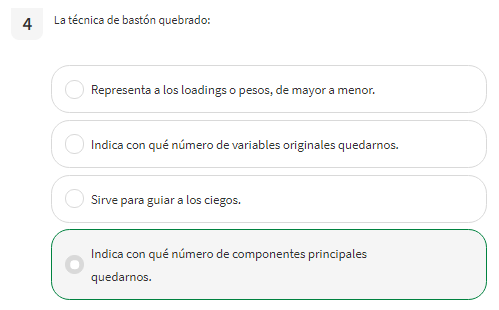 4
La técnica de bastón quebrado:
Representa a los loadings o pesos, de mayor a menor.
Indica con qué número de variables originales quedarnos.
Sirve para guiar a los ciegos.
Indica con qué número de componentes principales
quedarnos.